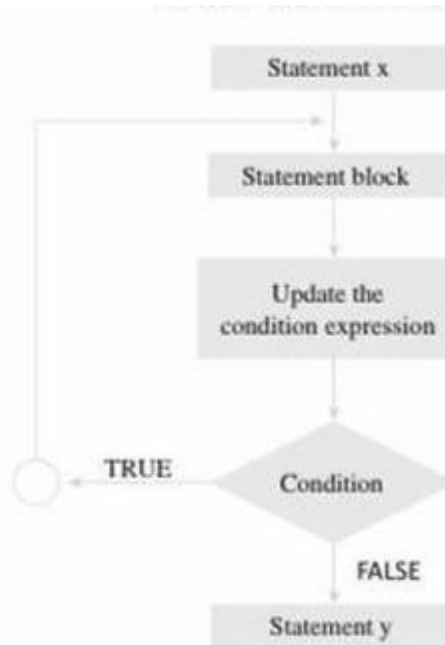 Statement x
Statement block
Update the
condition expression
TRUE
Condition
FALSE
Statement y